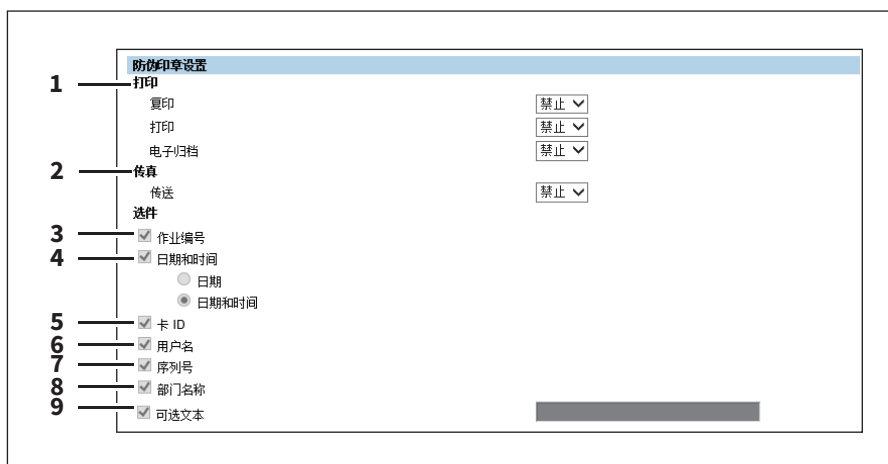 防伪印章设置
1 打印
复印 禁止
打印 禁止
电子归档 禁止
2 传真
传送 禁止
选件
3 作业编号
4 日期和时间
日期
日期和时间
5 卡 ID
6 用户名
7 序列号
8 部门名称
9 可选文本